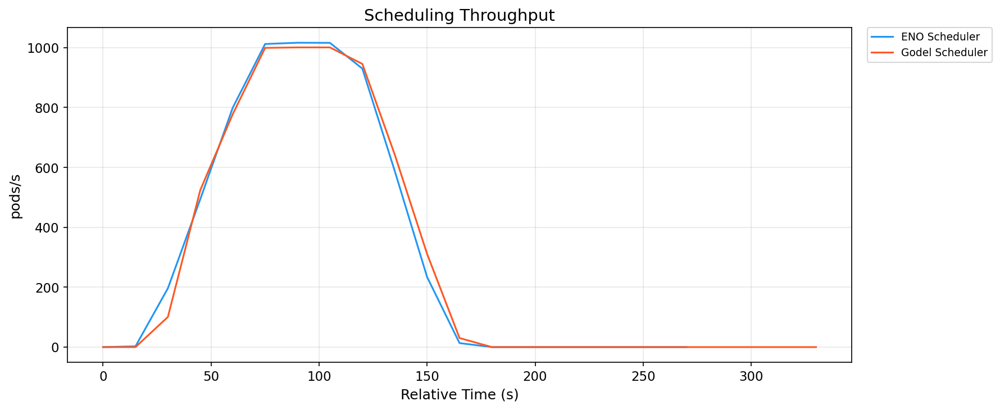 Scheduling Throughput
ENO Scheduler
Godel Scheduler
pods/s
1000
800
600
400
200
0
0 50 100 150 200 250 300
Relative Time (s)